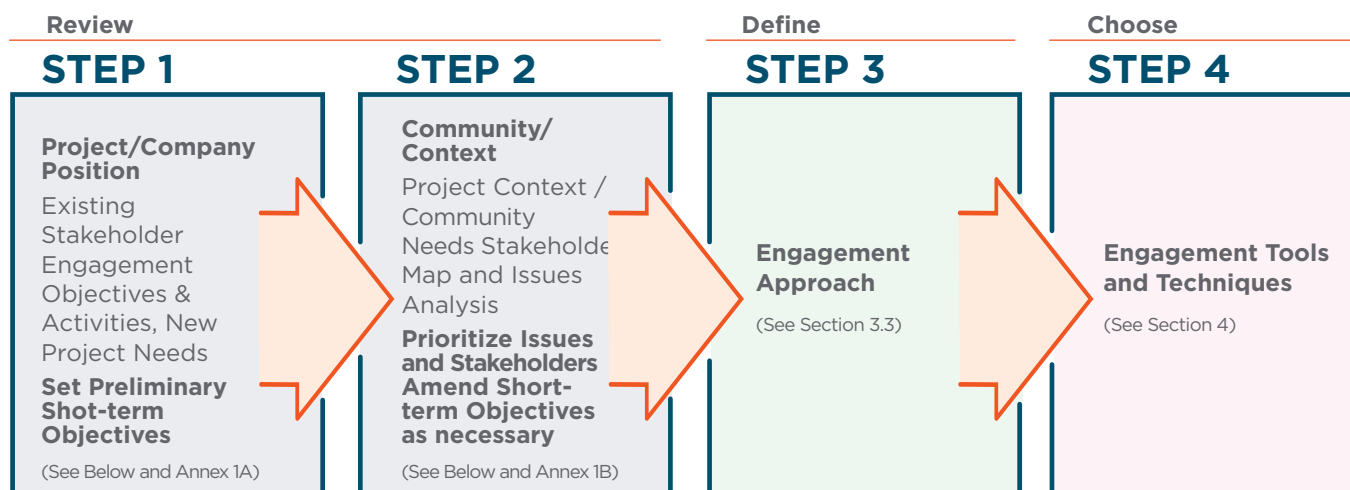 Review
STEP 1
Project/Company
Position
Existing
Stakeholder
Engagement
Objectives &
Activities, New
Project Needs
Set Preliminary
Shot-term
Objectives
(See Below and Annex 1A)
STEP 2
Community/
Context
Project Context /
Community
Needs Stakeholde
Map and Issues
Analysis
Prioritize Issues
and Stakeholders
Amend Short-
term Objectives
as necessary
(See Below and Annex 1B)
Define
STEP 3
Engagement
Approach
(See Section 3.3)
Choose
STEP 4
Engagement Tools
and Techniques
(See Section 4)